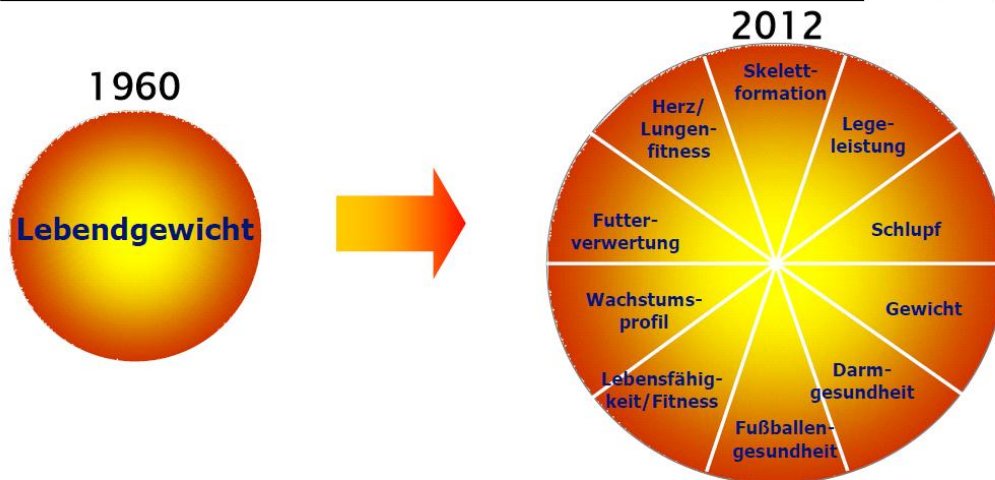 1960
Lebendgewicht
2012
Skelett-
formation
Lege-
leistung
Schlupf
Gewicht
Darm-
gesundheit
Fußballen-
gesundheit
Lebensfähig-
keit/Fitness
Wachstums-
profil
Futter-
verwertung
Herz/
Lungen-
fitness